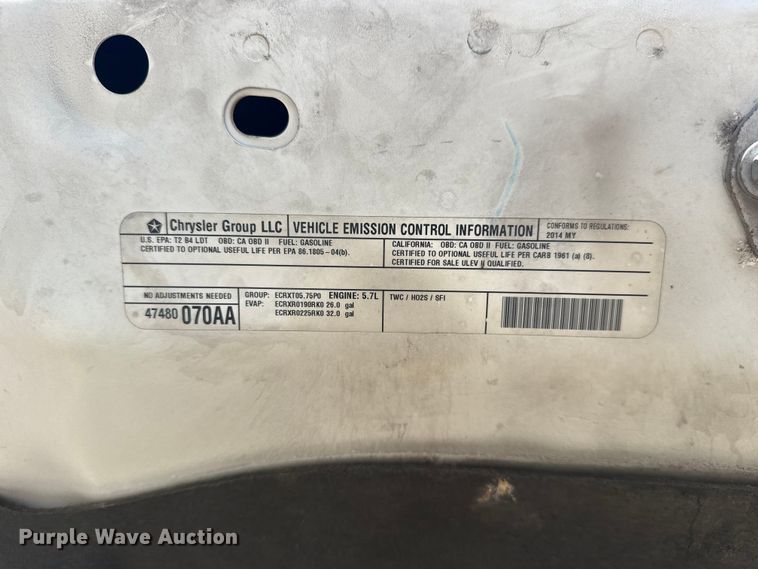 Chrysler Group LLC VEHICLE EMISSION CONTROL INFORMATION CONFORMS TO REGULATIONS:
2014 MY
U.S. EPA: T2 B4 LDT OBD: CA OBD II FUEL: GASOLINE
CERTIFIED TO OPTIONAL USEFUL LIFE PER EPA 86.1805-04(b).
CALIFORNIA: OBD: CA OBD II FUEL: GASOLINE
CERTIFIED TO OPTIONAL USEFUL LIFE PER CARB 1961 (a) (8).
CERTIFIED FOR SALE ULEV II QUALIFIED.
NO ADJUSTMENTS NEEDED
47480 070AA
GROUP: ECRXT05.75P0 ENGINE: 5.7L
EVAP: ECRXR0190RK0 26.0 gal
ECRXR0225RK0 32.0 gal
TWC / HO2S / SFI
Purple Wave Auction